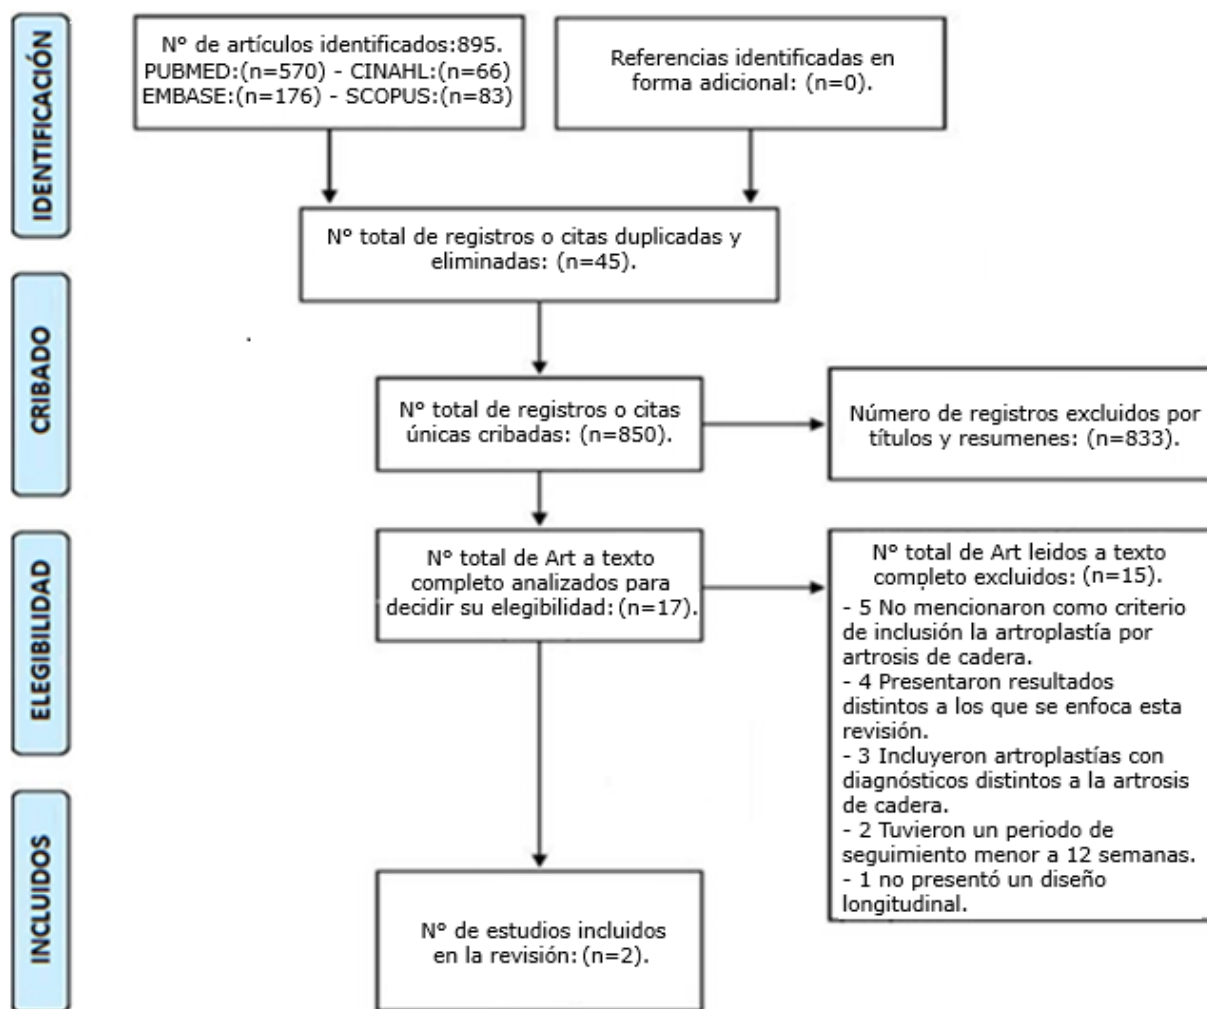 IDENTIFICACIÓN
N° de artículos identificados:895.
PUBMED:(n=570) - CINAHL:(n=66)
EMBASE:(n=176) - SCOPUS:(n=83)
Referencias identificadas en
forma adicional: (n=0).
N° total de registros o citas duplicadas y
eliminadas: (n=45).
CRIBADO
N° total de registros o citas
únicas cribadas: (n=850).
Número de registros excluidos por
títulos y resumenes: (n=833).
ELEGIBILIDAD
N° total de Art a texto
completo analizados para
decidir su elegibilidad: (n=17).
N° total de Art leidos a texto
completo excluidos: (n=15).
- 5 No mencionaron como criterio
de inclusión la artroplastía por
artrosis de cadera.
- 4 Presentaron resultados
distintos a los que se enfoca esta
revisión.
- 3 Incluyeron artroplastías con
diagnósticos distintos a la artrosis
de cadera.
- 2 Tuvieron un periodo de
seguimiento menor a 12 semanas.
- 1 no presentó un diseño
longitudinal.
INCLUIDOS
N° de estudios incluidos
en la revisión: (n=2).